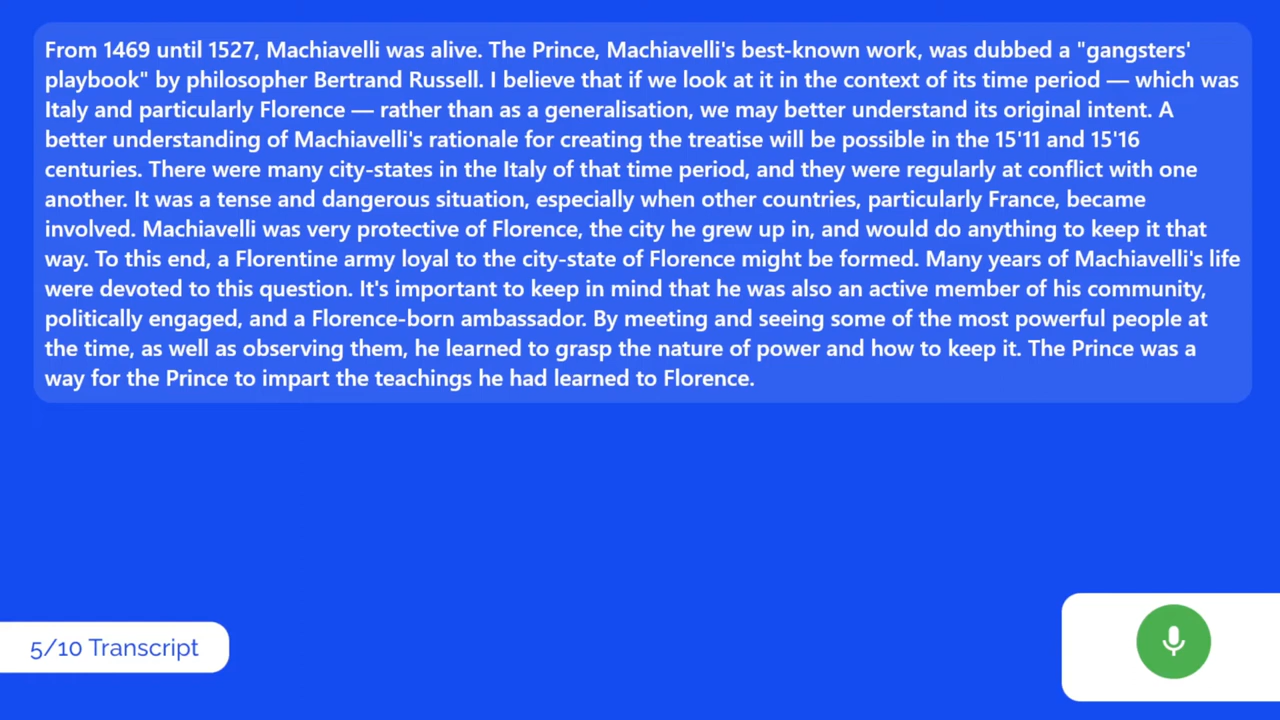 From 1469 until 1527, Machiavelli was alive. The Prince, Machiavelli's best-known work, was dubbed a "gangsters'
playbook" by philosopher Bertrand Russell. I believe that if we look at it in the context of its time period — which was
Italy and particularly Florence — rather than as a generalisation, we may better understand its original intent. A
better understanding of Machiavelli's rationale for creating the treatise will be possible in the 15'11 and 15'16
centuries. There were many city-states in the Italy of that time period, and they were regularly at conflict with one
another. It was a tense and dangerous situation, especially when other countries, particularly France, became
involved. Machiavelli was very protective of Florence, the city he grew up in, and would do anything to keep it that
way. To this end, a Florentine army loyal to the city-state of Florence might be formed. Many years of Machiavelli's life
were devoted to this question. It's important to keep in mind that he was also an active member of his community,
politically engaged, and a Florence-born ambassador. By meeting and seeing some of the most powerful people at
the time, as well as observing them, he learned to grasp the nature of power and how to keep it. The Prince was a
way for the Prince to impart the teachings he had learned to Florence.
5/10 Transcript